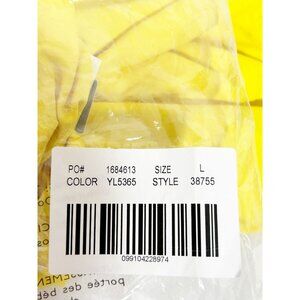 PO# 1684613 SIZE L
COLOR YL5365 STYLE 38755
099104228974
portée des béb